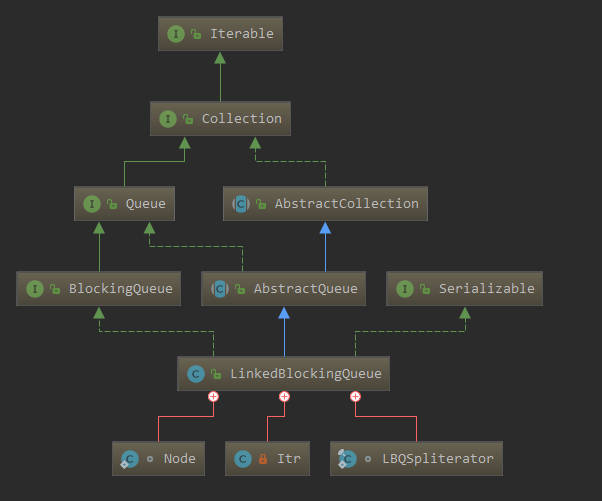 I Iterable
I Collection
I Queue
C AbstractCollection
I BlockingQueue
C AbstractQueue
I Serializable
C LinkedBlockingQueue
C Node
C Itr
C LBQSpliterator